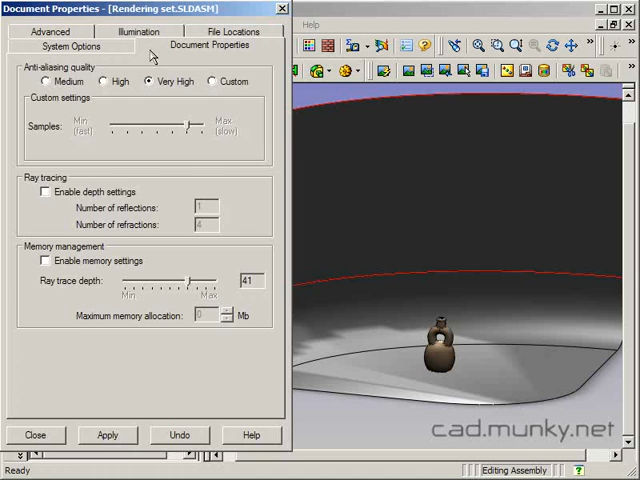 Document Properties - [Rendering set.SLDASM]
Help
Advanced
Illumination
File Locations
System Options
Document Properties
Anti-aliasing quality
Medium
High
Very High
Custom
Custom settings
Samples:
Min
(fast)
Max
(slow)
Ray tracing
Enable depth settings
Number of reflections:
1
Number of refractions:
4
Memory management
Enable memory settings
Ray trace depth:
41
Min
Max
Maximum memory allocation:
0
Mb
Close
Apply
Undo
Help
cad.munky.net
Ready
Editing Assembly